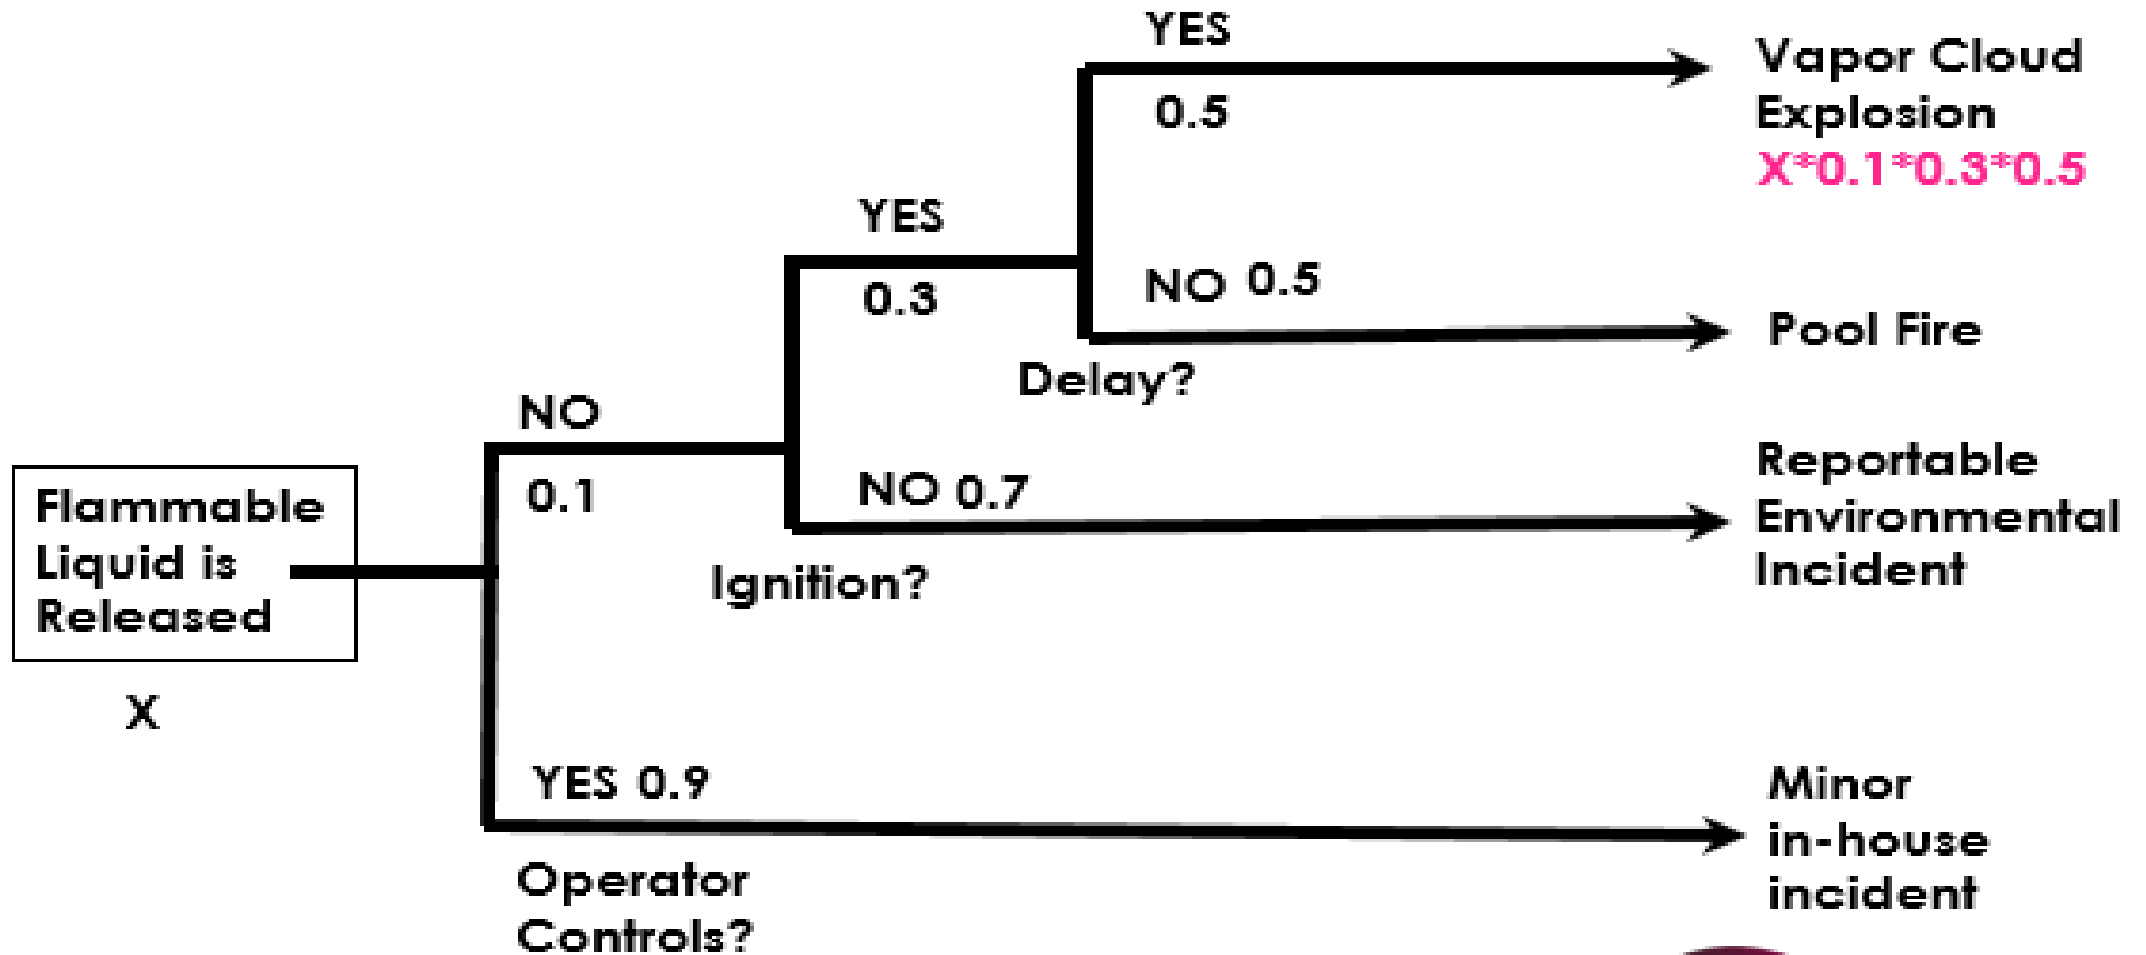 YES
0.5
Vapor Cloud
Explosion
X*0.1*0.3*0.5
YES
0.3
NO 0.5
Pool Fire
Delay?
NO
0.1
NO 0.7
Reportable
Environmental
Incident
Ignition?
Flammable
Liquid is
Released
X
YES 0.9
Minor
in-house
incident
Operator
Controls?